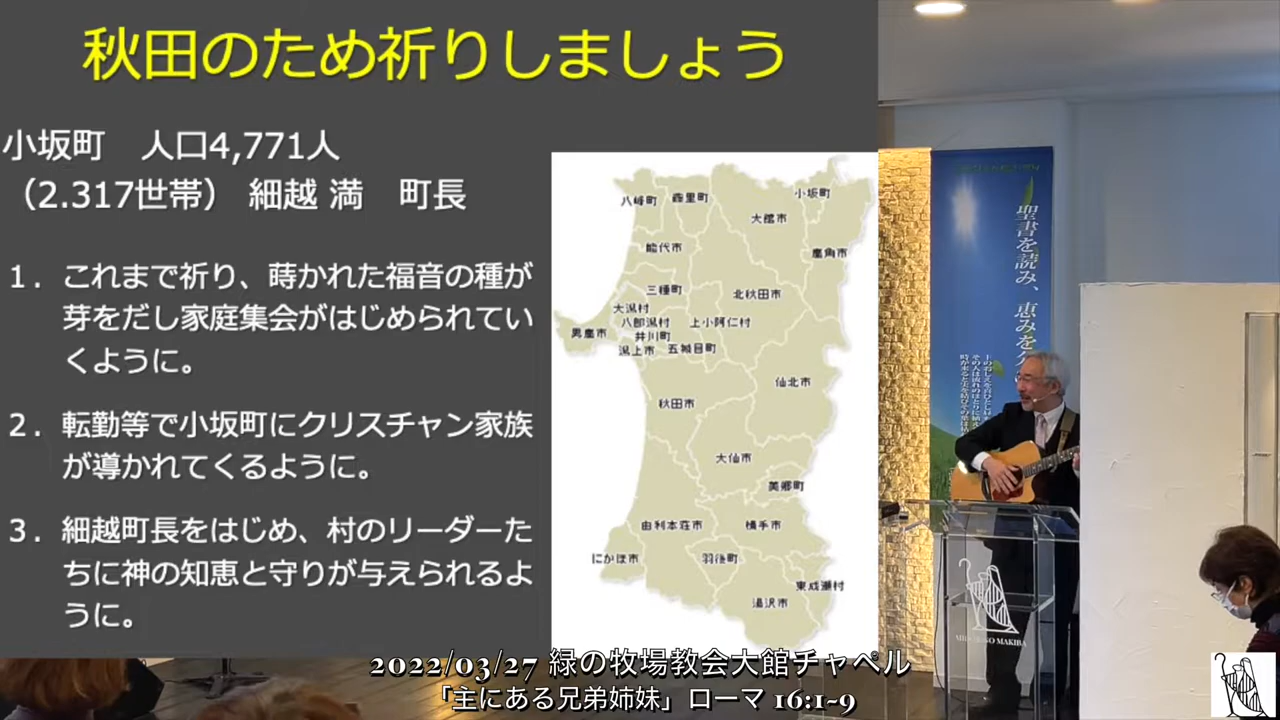 秋田のため祈りしましょう
小坂町　人口4,771人
（2.317世帯） 細越 満　町長
１．これまで祈り、蒔かれた福音の種が
芽をだし家庭集会がはじめられてい
くように。
２．転勤等で小坂町にクリスチャン家族
が導かれてくるように。
３．細越町長をはじめ、村のリーダーた
ちに神の知恵と守りが与えられるよ
うに。
八峰町
藤里町
小坂町
大館市
能代市
鹿角市
三種町
北秋田市
大潟村
八郎潟村
上小阿仁村
男鹿市
井川町
潟上市
五城目町
仙北市
秋田市
大仙市
美郷町
由利本荘市
横手市
にかほ市
羽後町
東成瀬村
湯沢市
聖書を読み、恵みを
MIDORI NO MAKIBA
2022/03/27 緑の牧場教会大館チャペル
「主にある兄弟姉妹」ローマ 16:1-9